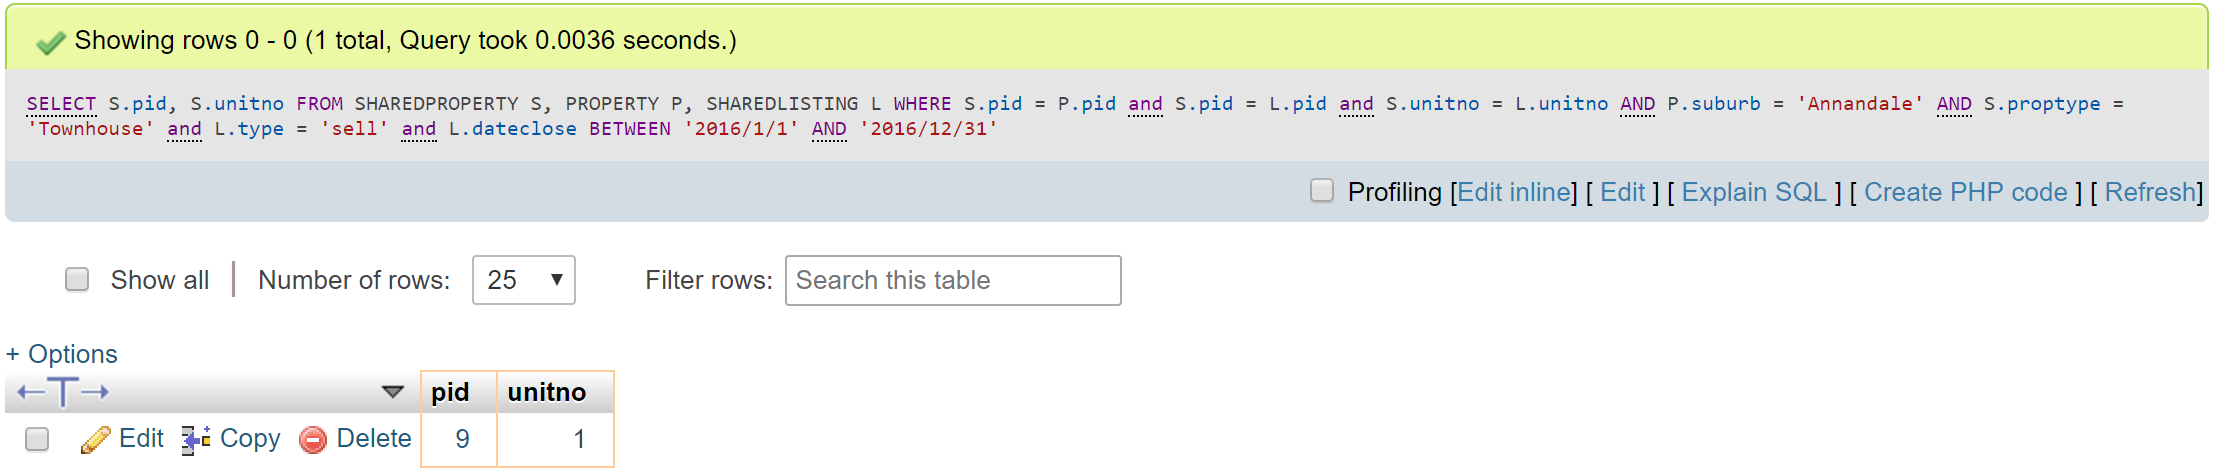 Showing rows 0 - 0 (1 total, Query took 0.0036 seconds.)
SELECT S.pid, S.unitno FROM SHAREDPROPERTY S, PROPERTY P, SHAREDLISTING L WHERE S.pid = P.pid and S.pid = L.pid and S.unitno = L.unitno AND P.suburb = 'Annandale' AND S.proptype =
'Townhouse' and L.type = 'sell' and L.dateclose BETWEEN '2016/1/1' AND '2016/12/31'
Profiling [Edit inline] [ Edit ] [ Explain SQL ] [ Create PHP code ] [ Refresh]
Show all | Number of rows: 25 Filter rows: Search this table
+ Options
←T→ pid unitno
Edit Copy Delete 9 1